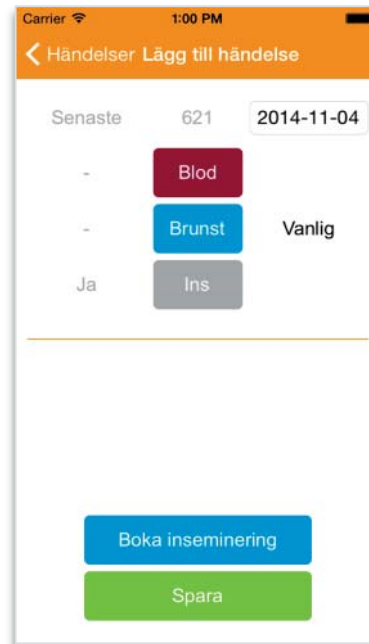 Carrier 1:00 PM
Händelser Lägg till händelse
Senaste 621 2014-11-04
- Blod
- Brunst Vanlig
Ja Ins
Boka inseminering
Spara